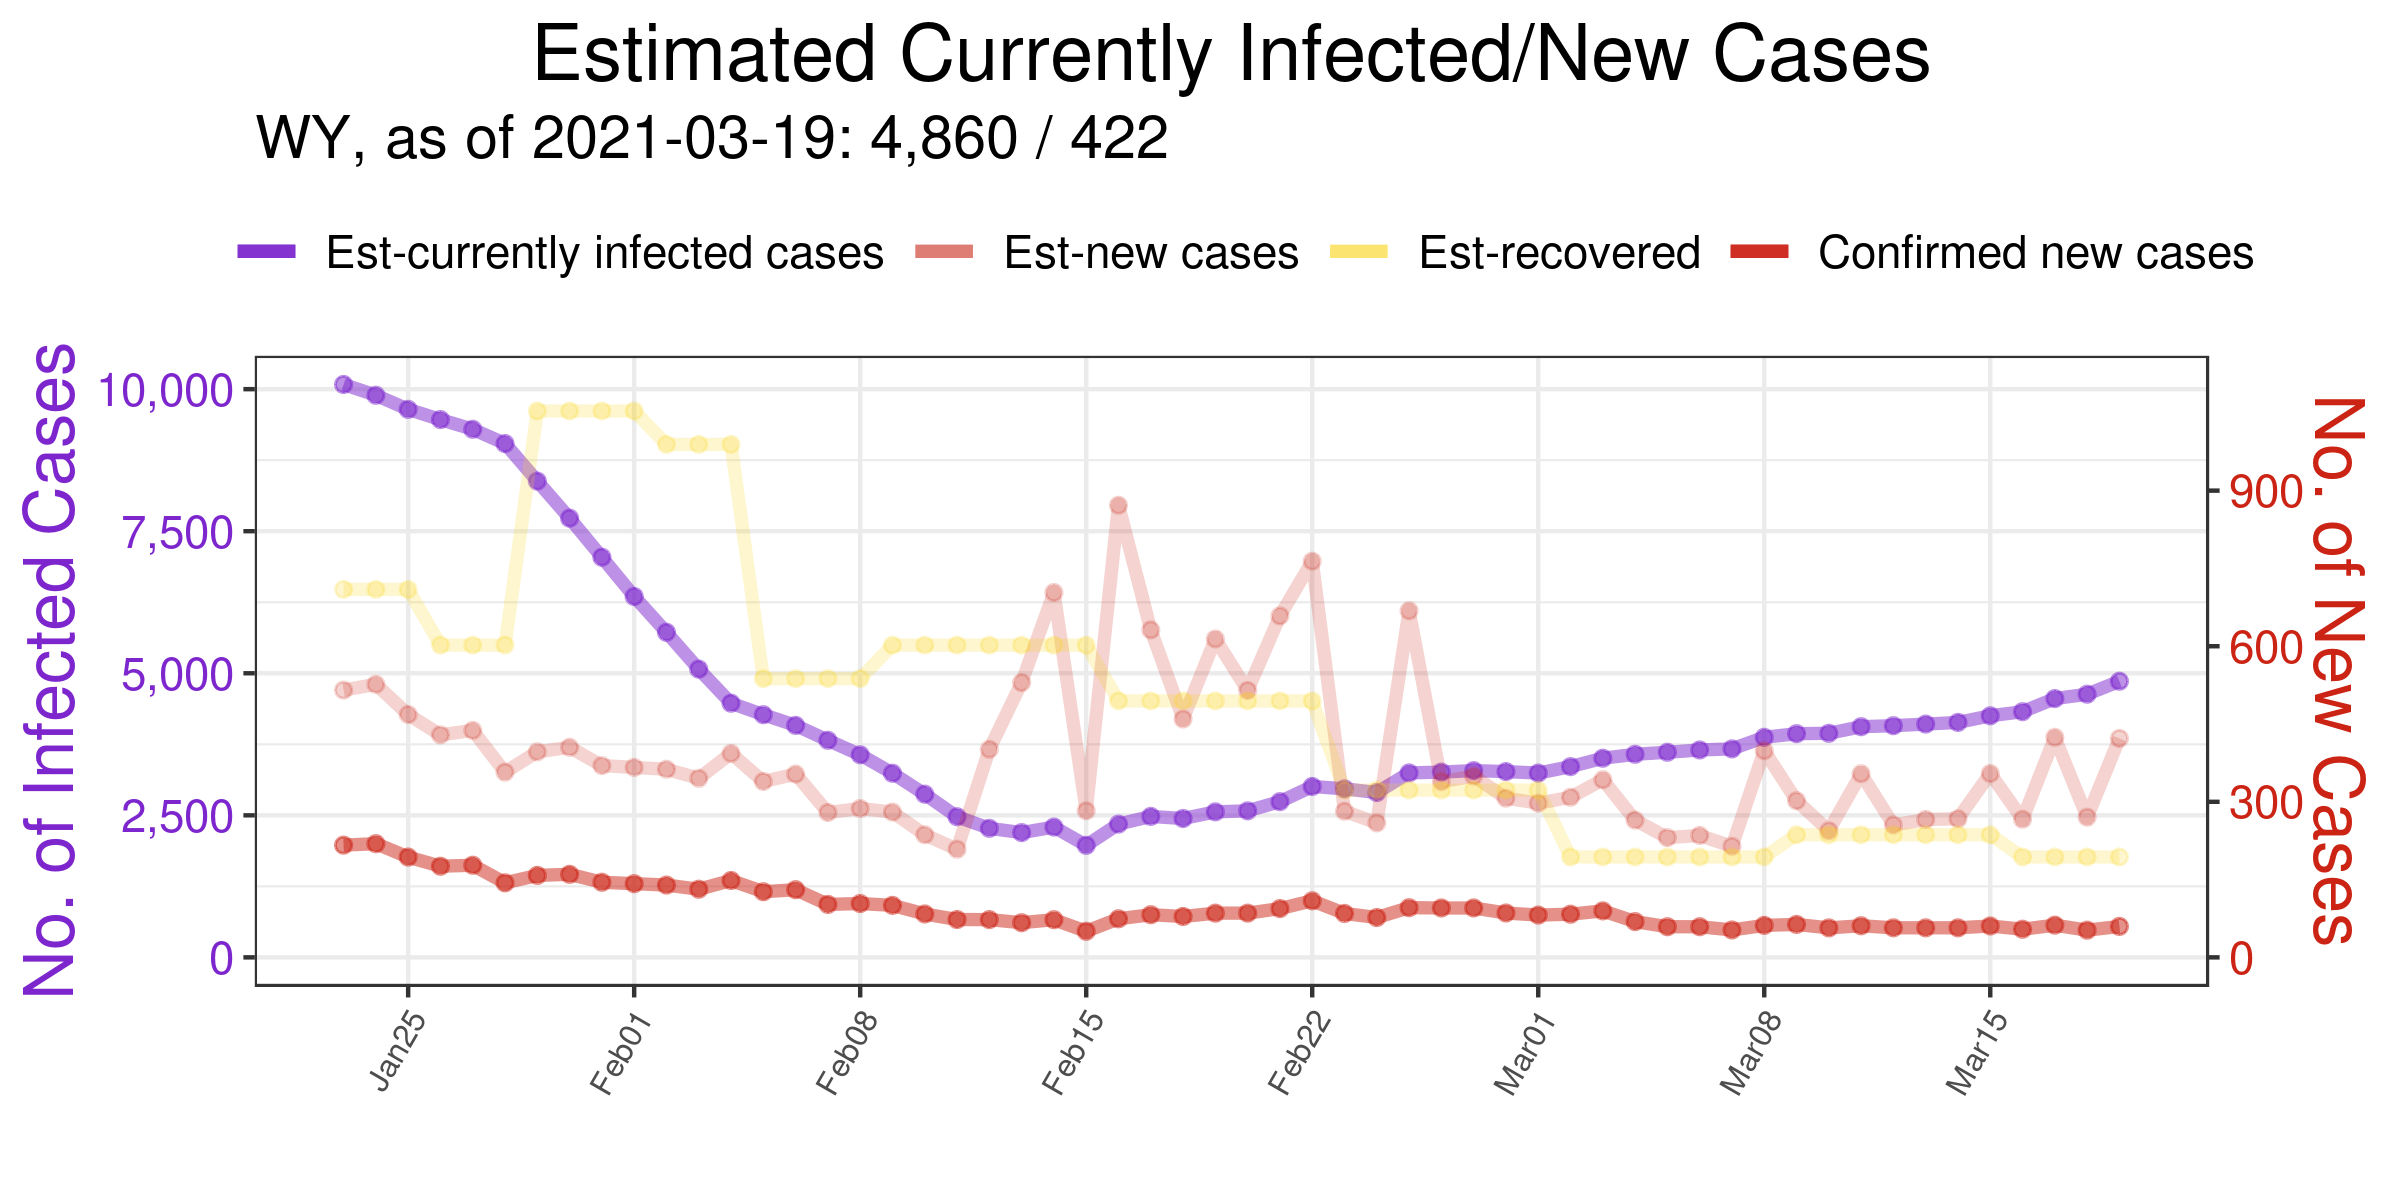 Estimated Currently Infected/New Cases
WY, as of 2021-03-19: 4,860 / 422
Est-currently infected cases
Est-new cases
Est-recovered
Confirmed new cases
No. of Infected Cases
10,000
7,500
5,000
2,500
0
No. of New Cases
900
600
300
0
Jan25
Feb01
Feb08
Feb15
Feb22
Mar01
Mar08
Mar15